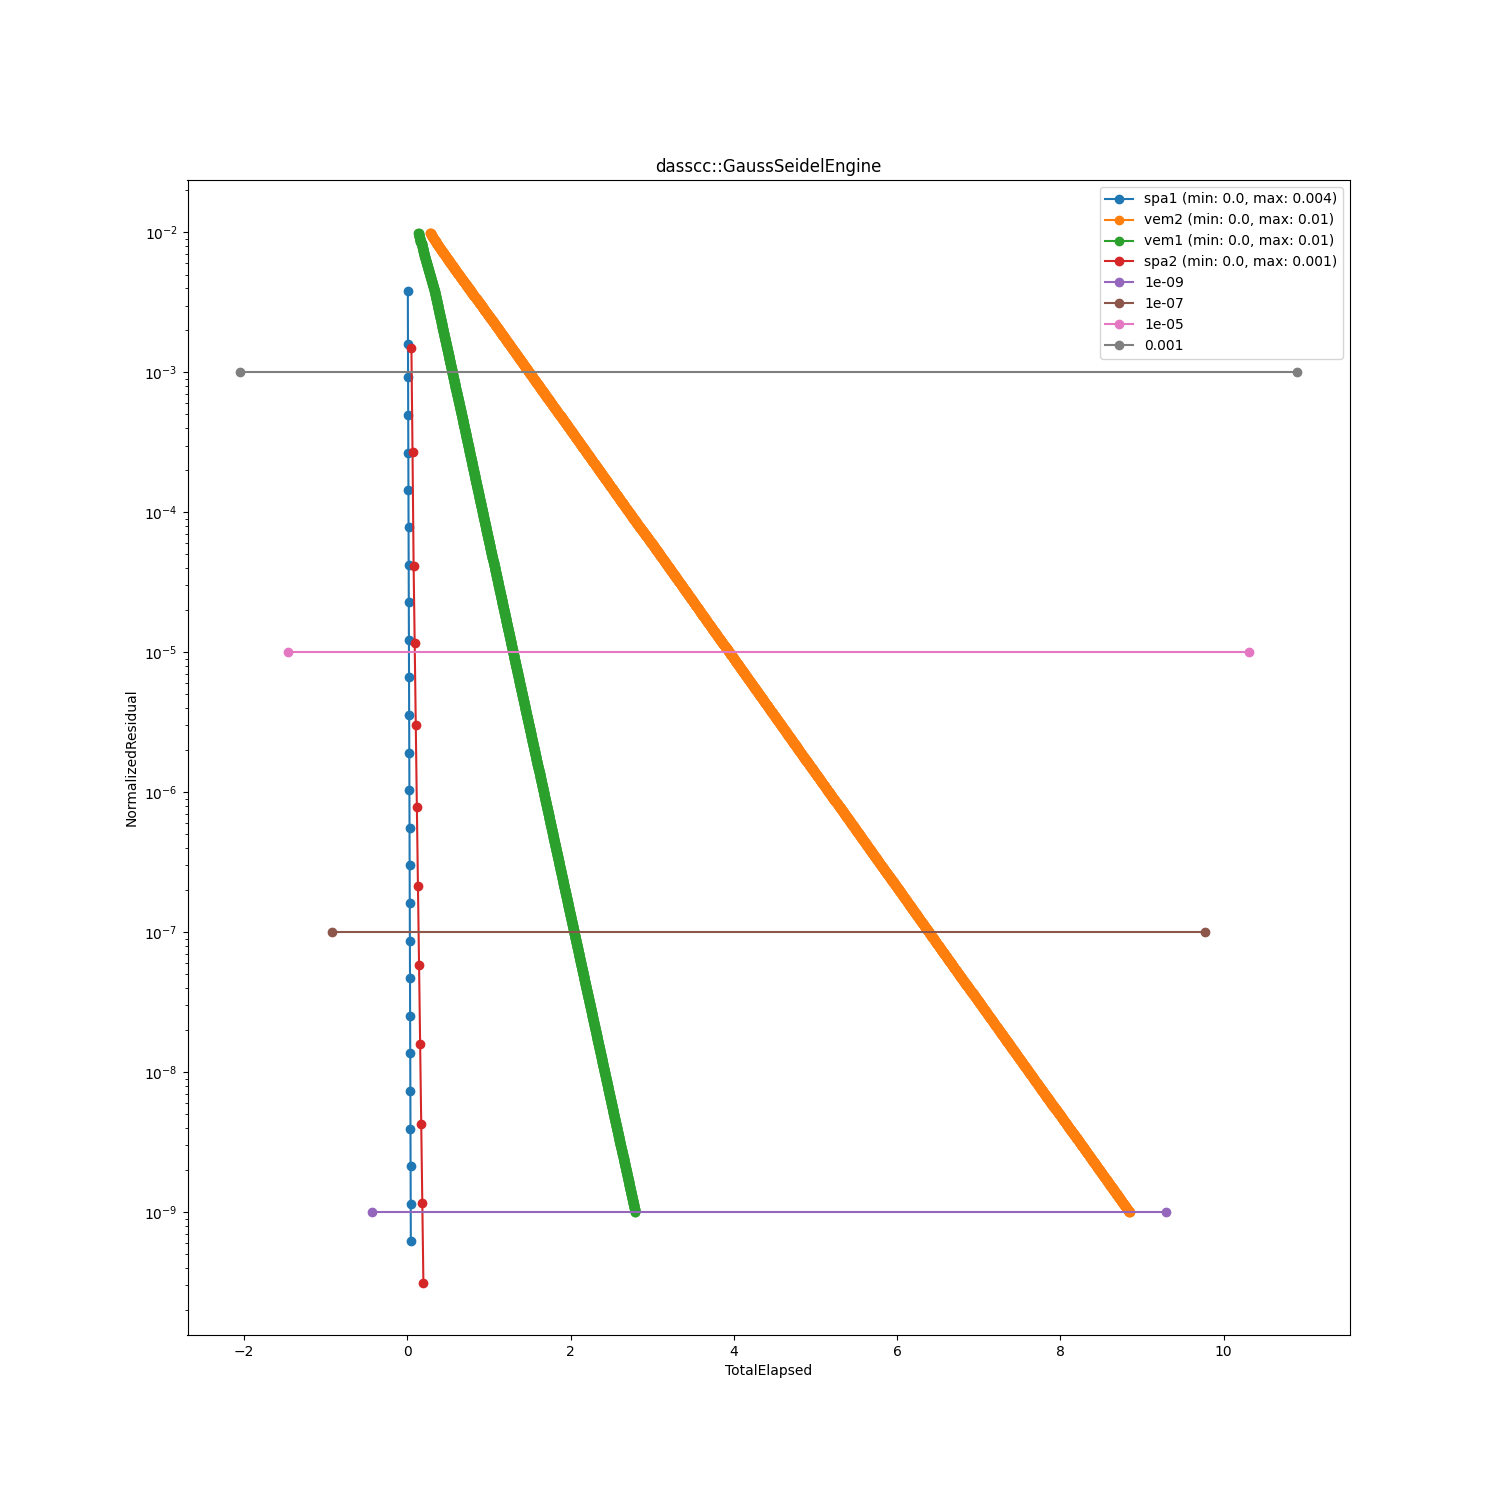 dasscc::GaussSeidelEngine
spa1 (min: 0.0, max: 0.004)
vem2 (min: 0.0, max: 0.01)
vem1 (min: 0.0, max: 0.01)
spa2 (min: 0.0, max: 0.001)
1e-09
1e-07
1e-05
0.001
NormalizedResidual
10⁻²
10⁻³
10⁻⁴
10⁻⁵
10⁻⁶
10⁻⁷
10⁻⁸
10⁻⁹
−2 0 2 4 6 8 10
TotalElapsed